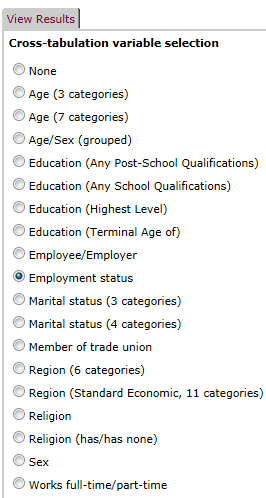 View Results
Cross-tabulation variable selection
None
Age (3 categories)
Age (7 categories)
Age/Sex (grouped)
Education (Any Post-School Qualifications)
Education (Any School Qualifications)
Education (Highest Level)
Education (Terminal Age of)
Employee/Employer
Employment status
Marital status (3 categories)
Marital status (4 categories)
Member of trade union
Region (6 categories)
Region (Standard Economic, 11 categories)
Religion
Religion (has/has none)
Sex
Works full-time/part-time